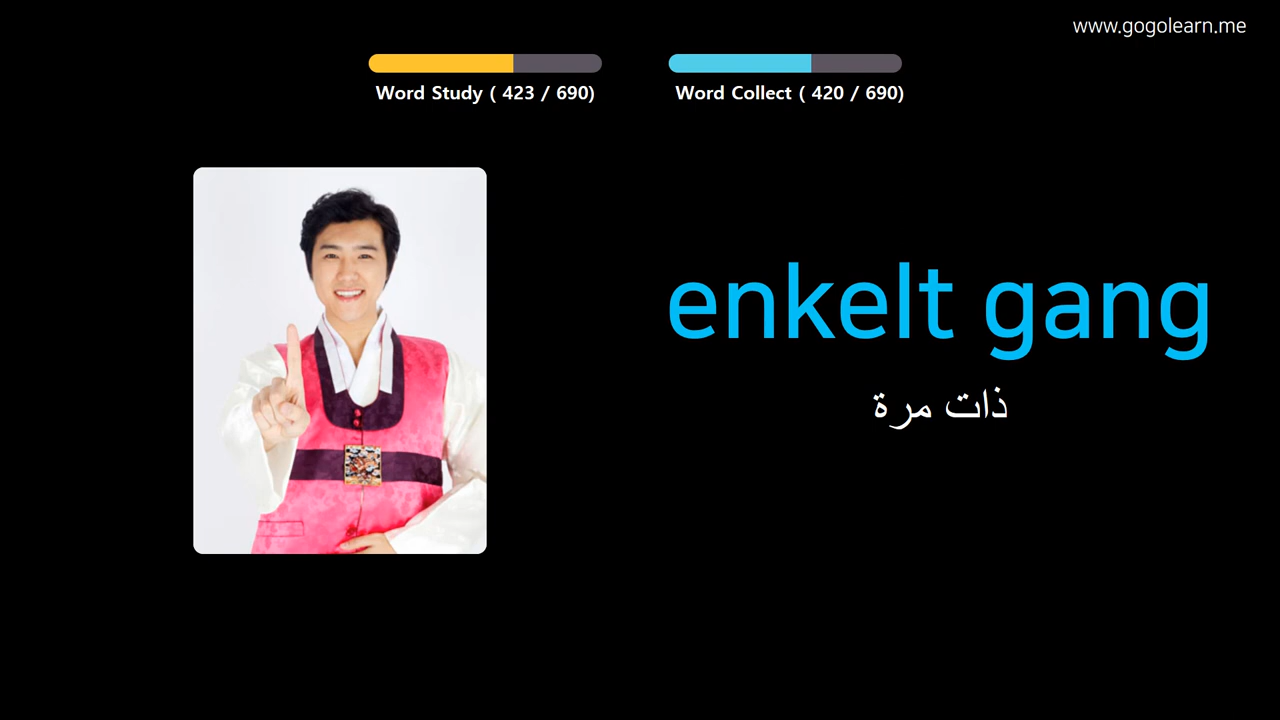 www.gogolearn.me
Word Study ( 423 / 690)
Word Collect ( 420 / 690)
enkelt gang
ذات مرة